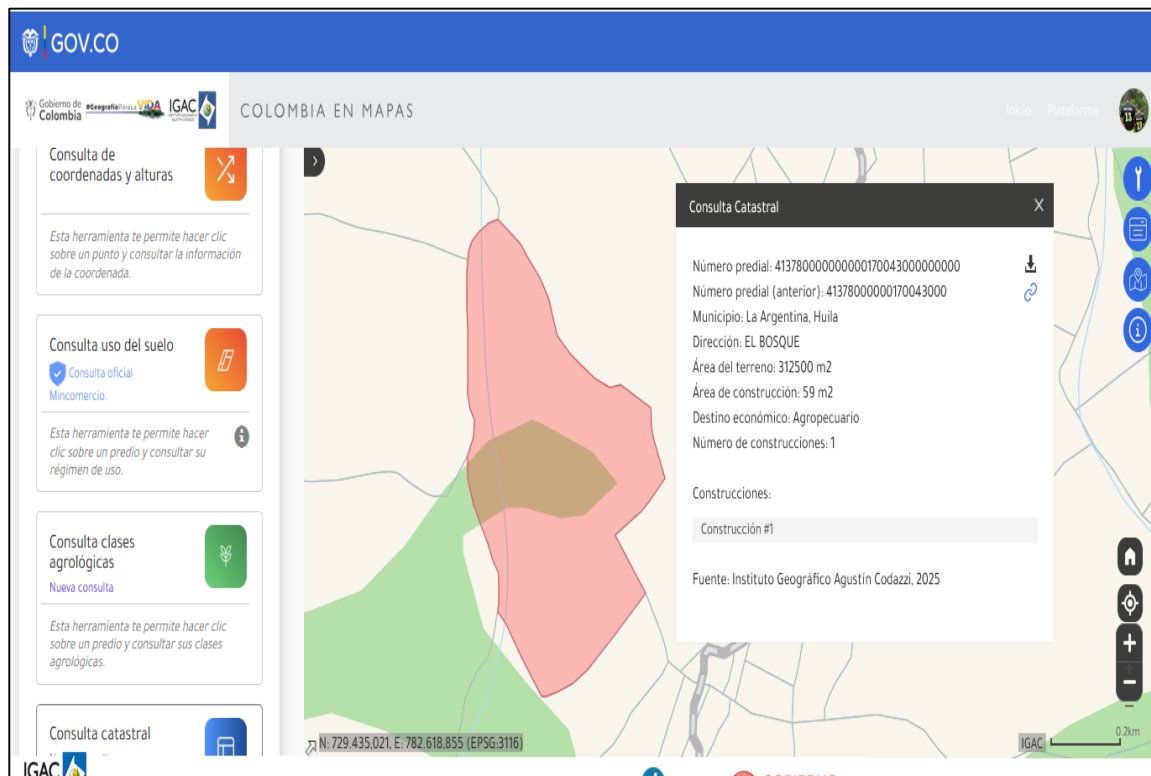 GOV.CO
Gobierno de
Colombia
#GeografíaParaLaVIDA
IGAC
INSTITUTO GEOGRÁFICO
AGUSTÍN CODAZZI
COLOMBIA EN MAPAS
Inicio Plataforma
Consulta de
coordenadas y alturas
Esta herramienta te permite hacer clic
sobre un punto y consultar la información
de la coordenada.
Consulta uso del suelo
Consulta oficial
Mincomercio.
Esta herramienta te permite hacer
clic sobre un predio y consultar su
régimen de uso.
Consulta clases
agrológicas
Nueva consulta
Esta herramienta te permite hacer clic
sobre un predio y consultar sus clases
agrológicas.
Consulta catastral
IGAC
Consulta Catastral X
Número predial: 413780000000000170043000000000
Número predial (anterior): 41378000000170043000
Municipio: La Argentina, Huila
Dirección: EL BOSQUE
Área del terreno: 312500 m2
Área de construcción: 59 m2
Destino económico: Agropecuario
Número de construcciones: 1
Construcciones:
Construcción #1
Fuente: Instituto Geográfico Agustín Codazzi, 2025
N: 729.435,021, E: 782.618,855 (EPSG:3116)
IGAC
0.2km